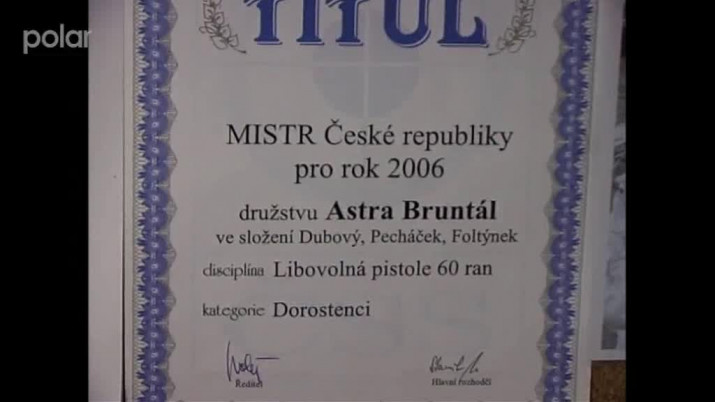 polar
TITUL
MISTR České republiky
pro rok 2006
družstvu Astra Bruntál
ve složení Dubový, Pecháček, Foltýnek
disciplína Libovolná pistole 60 ran
kategorie Dorostenci
Ředitel
Hlavní rozhodčí